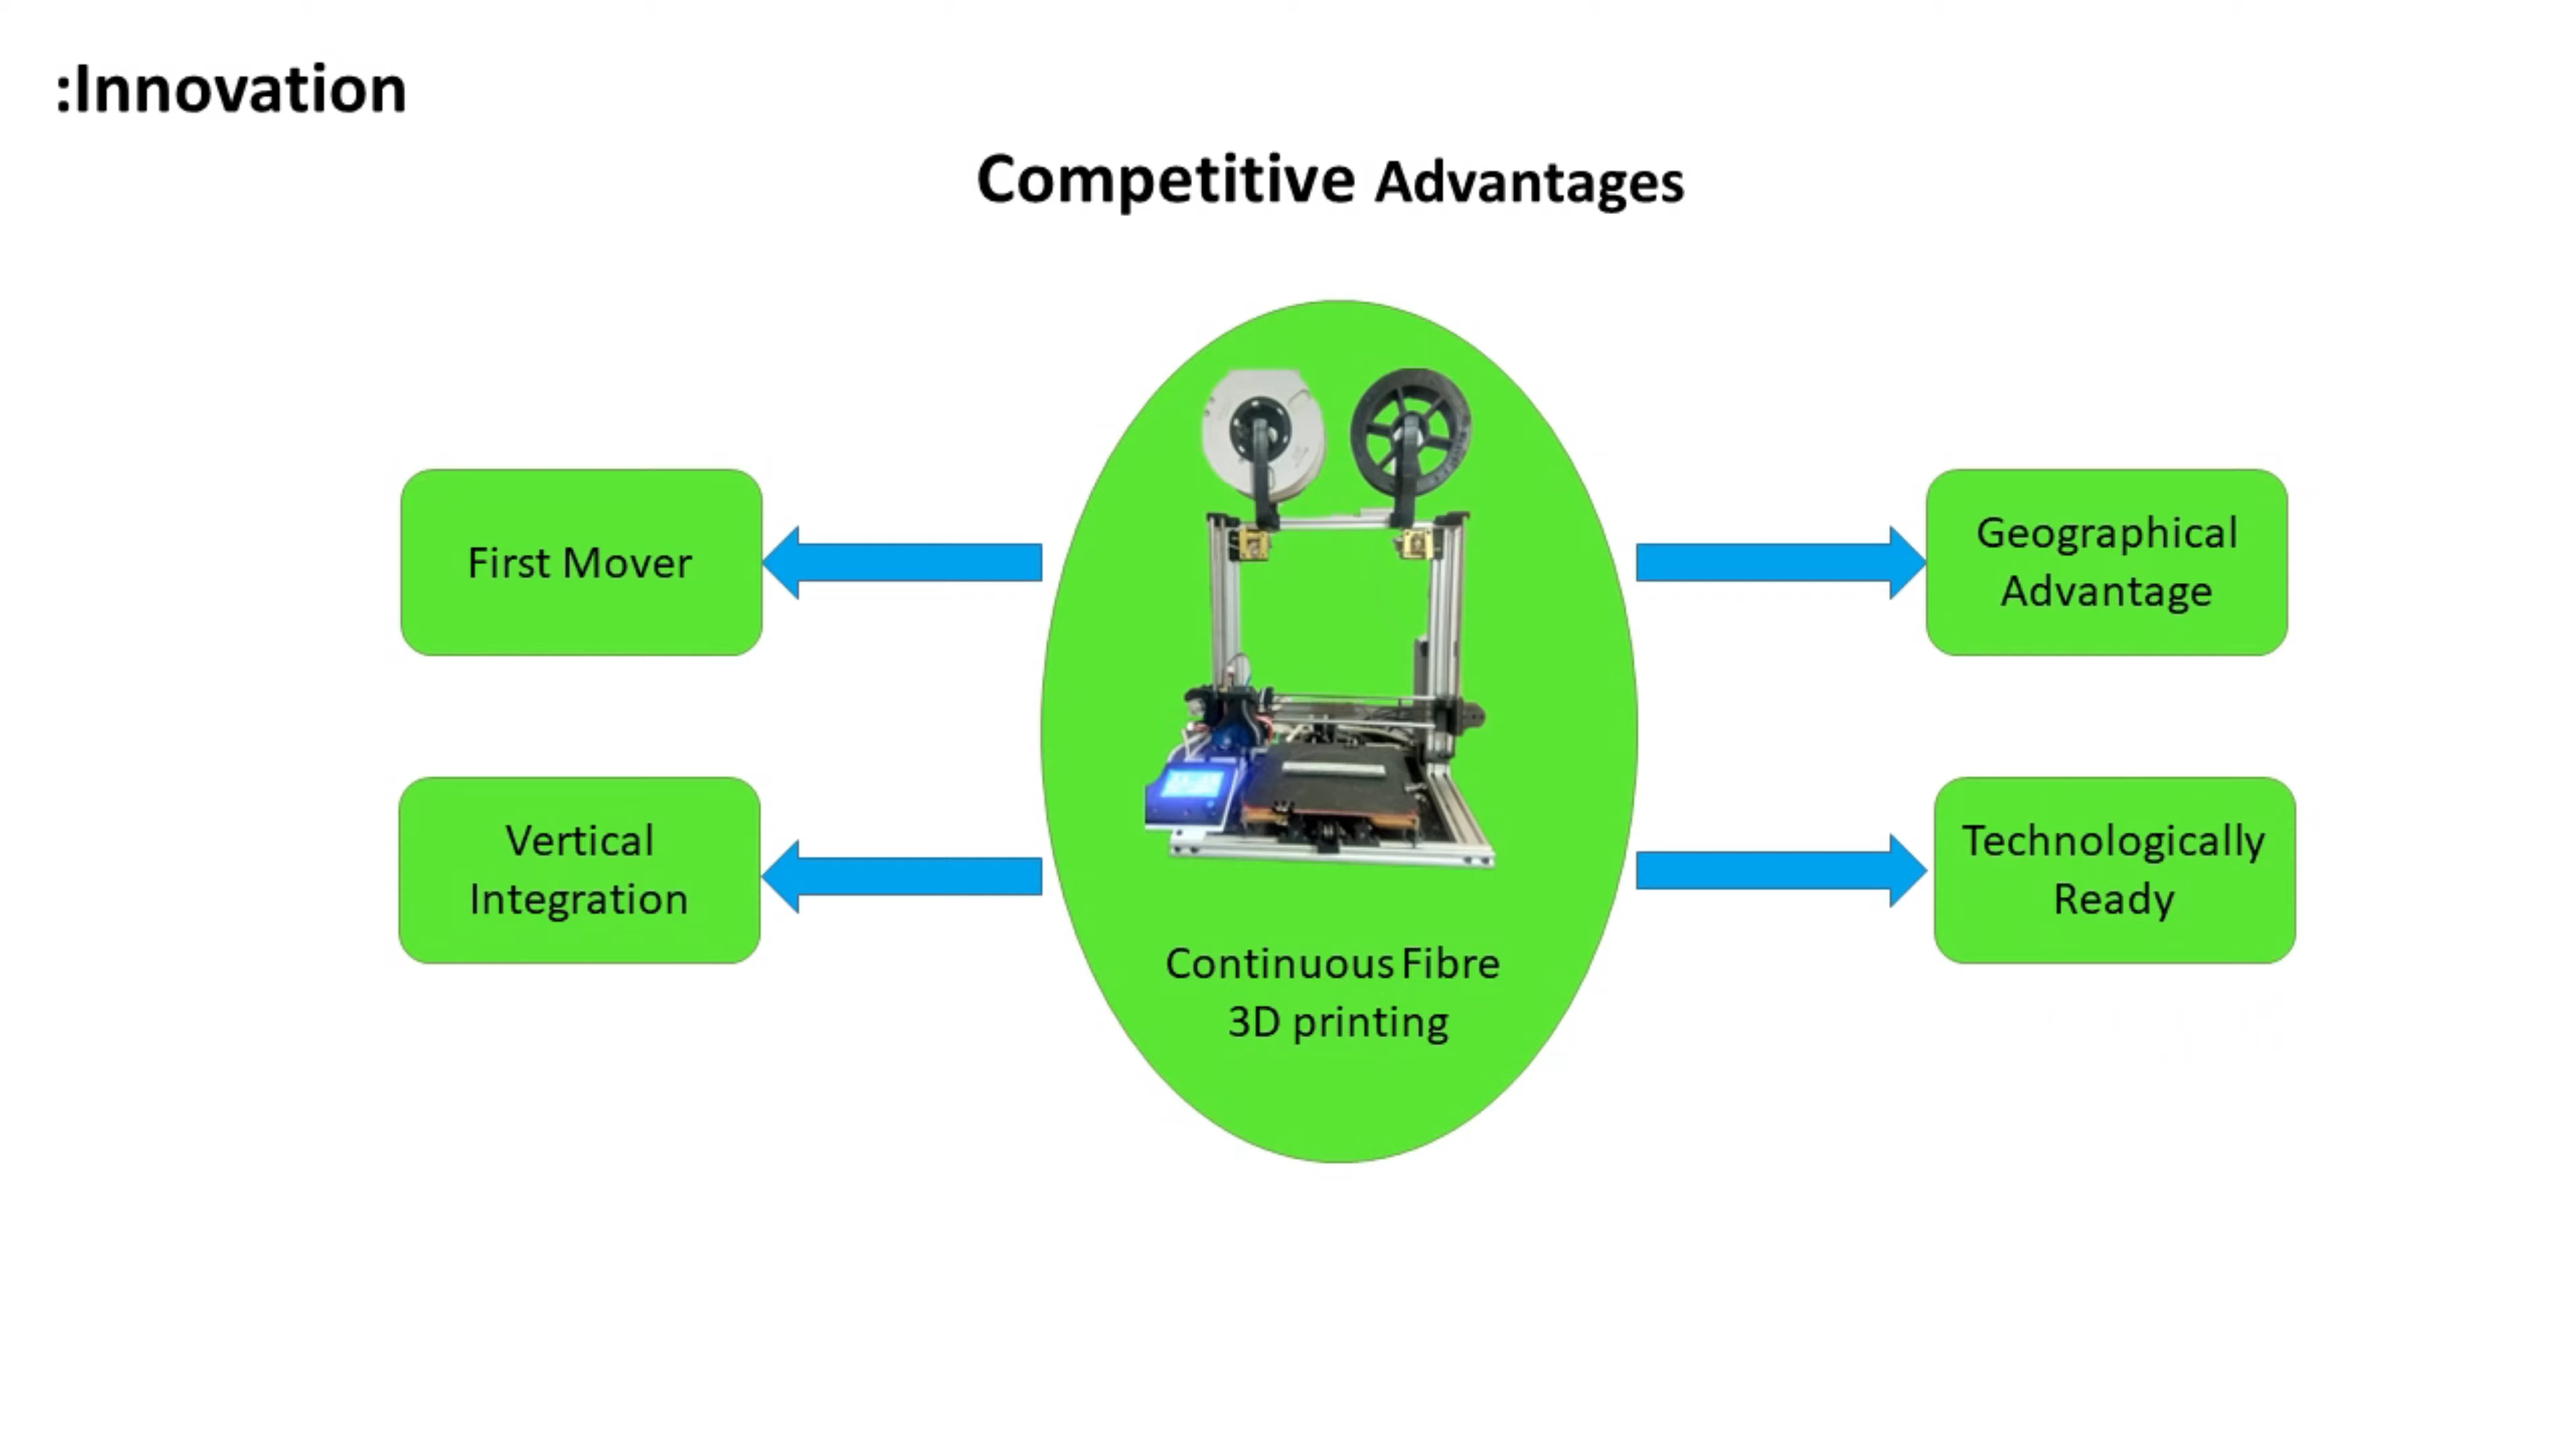 :Innovation
Competitive Advantages
First Mover
Geographical
Advantage
Vertical
Integration
Technologically
Ready
Continuous Fibre
3D printing